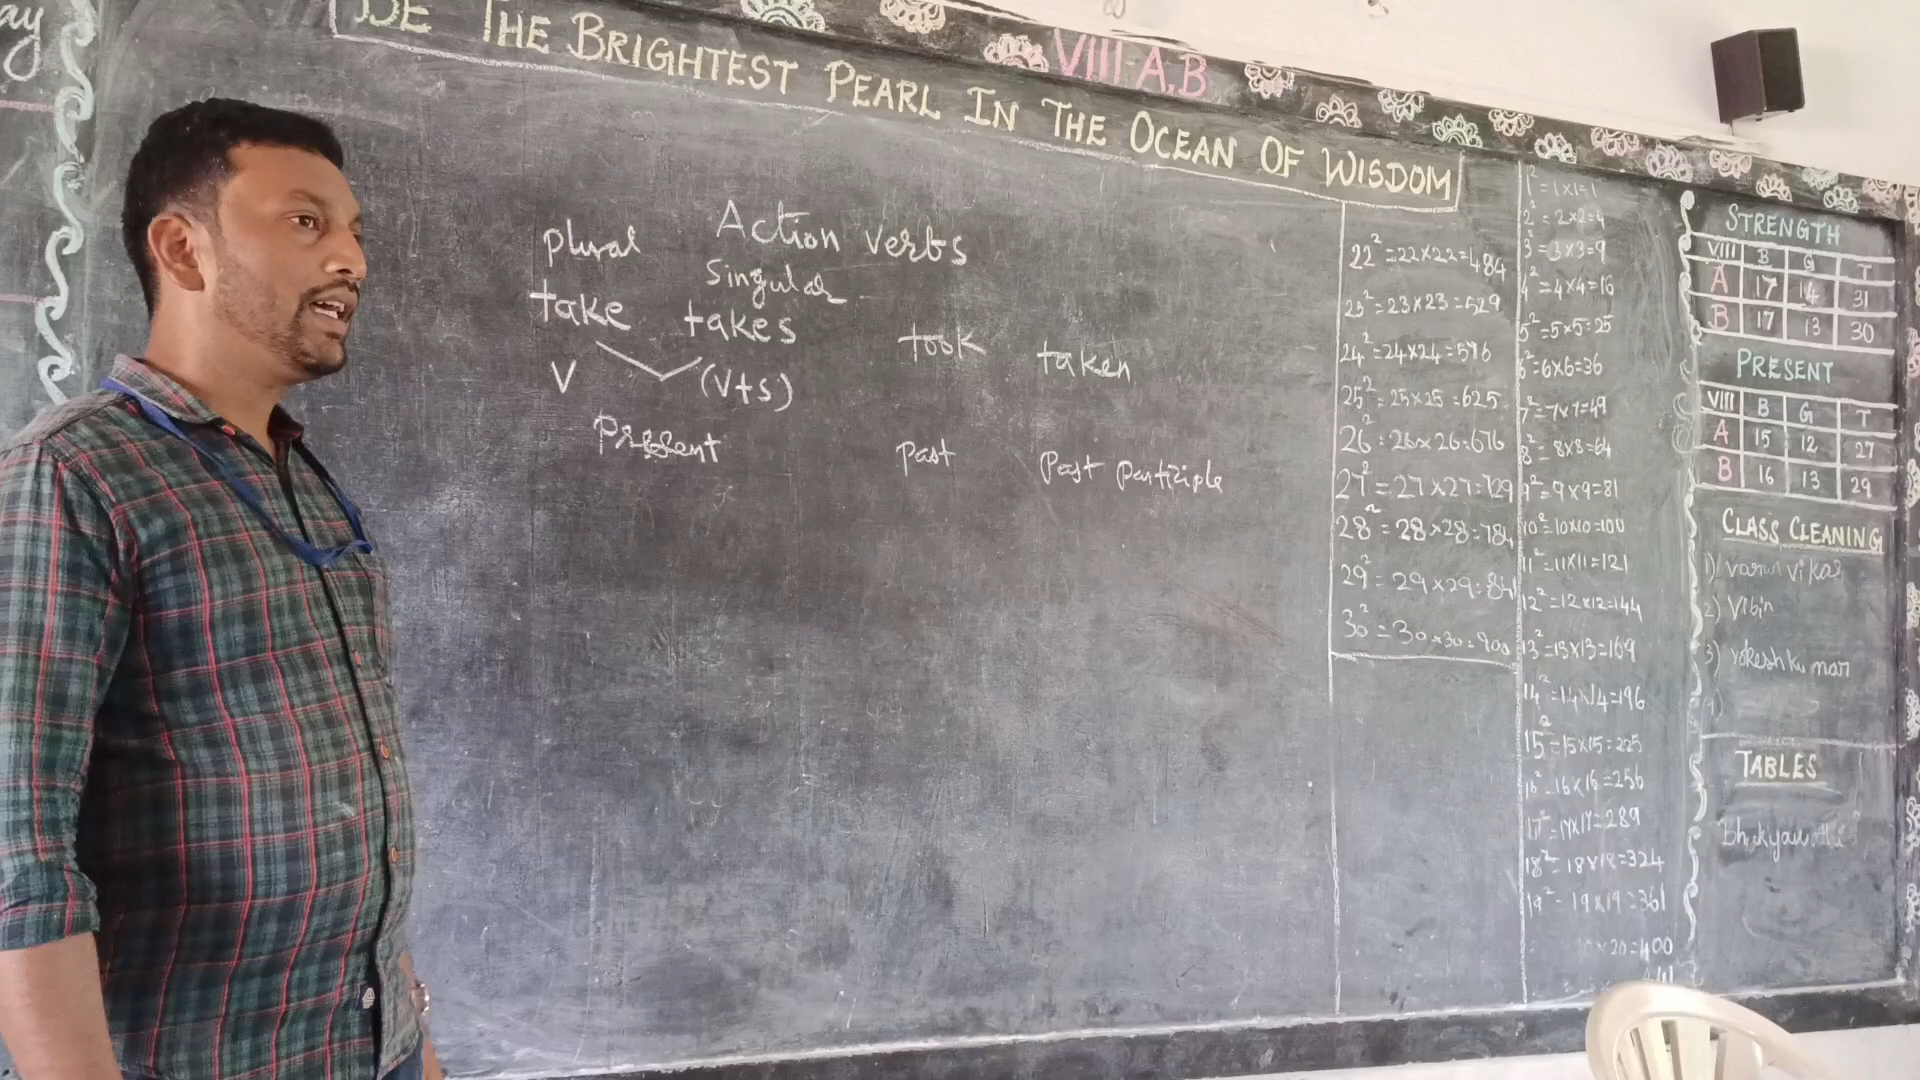 ay
BE THE BRIGHTEST PEARL IN THE OCEAN OF WISDOM
VIII-A,B
Action Verbs
plural
Singular
take takes took taken
V (V+s)
Present Past Past participle
22² = 22×22=484
23² = 23×23=529
24² = 24×24=576
25² = 25×25=625
26² = 26×26=676
27² = 27×27=729
28² = 28×28=784
29² = 29×29=841
30² = 30×30=900
1² = 1×1=1
2² = 2×2=4
3² = 3×3=9
4² = 4×4=16
5² = 5×5=25
6² = 6×6=36
7² = 7×7=49
8² = 8×8=64
9² = 9×9=81
10² = 10×10=100
11² = 11×11=121
12² = 12×12=144
13² = 13×13=169
14² = 14×14=196
15² = 15×15=225
16² = 16×16=256
17² = 17×17=289
18² = 18×18=324
19² = 19×19=361
×20=400
STRENGTH
VIII B G T
A 17 14 31
B 17 13 30
PRESENT
VIII B G T
A 15 12 27
B 16 13 29
CLASS CLEANING
1) Varun Vikas
2) Vibin
3) Yokesh kumar
4)
TABLES